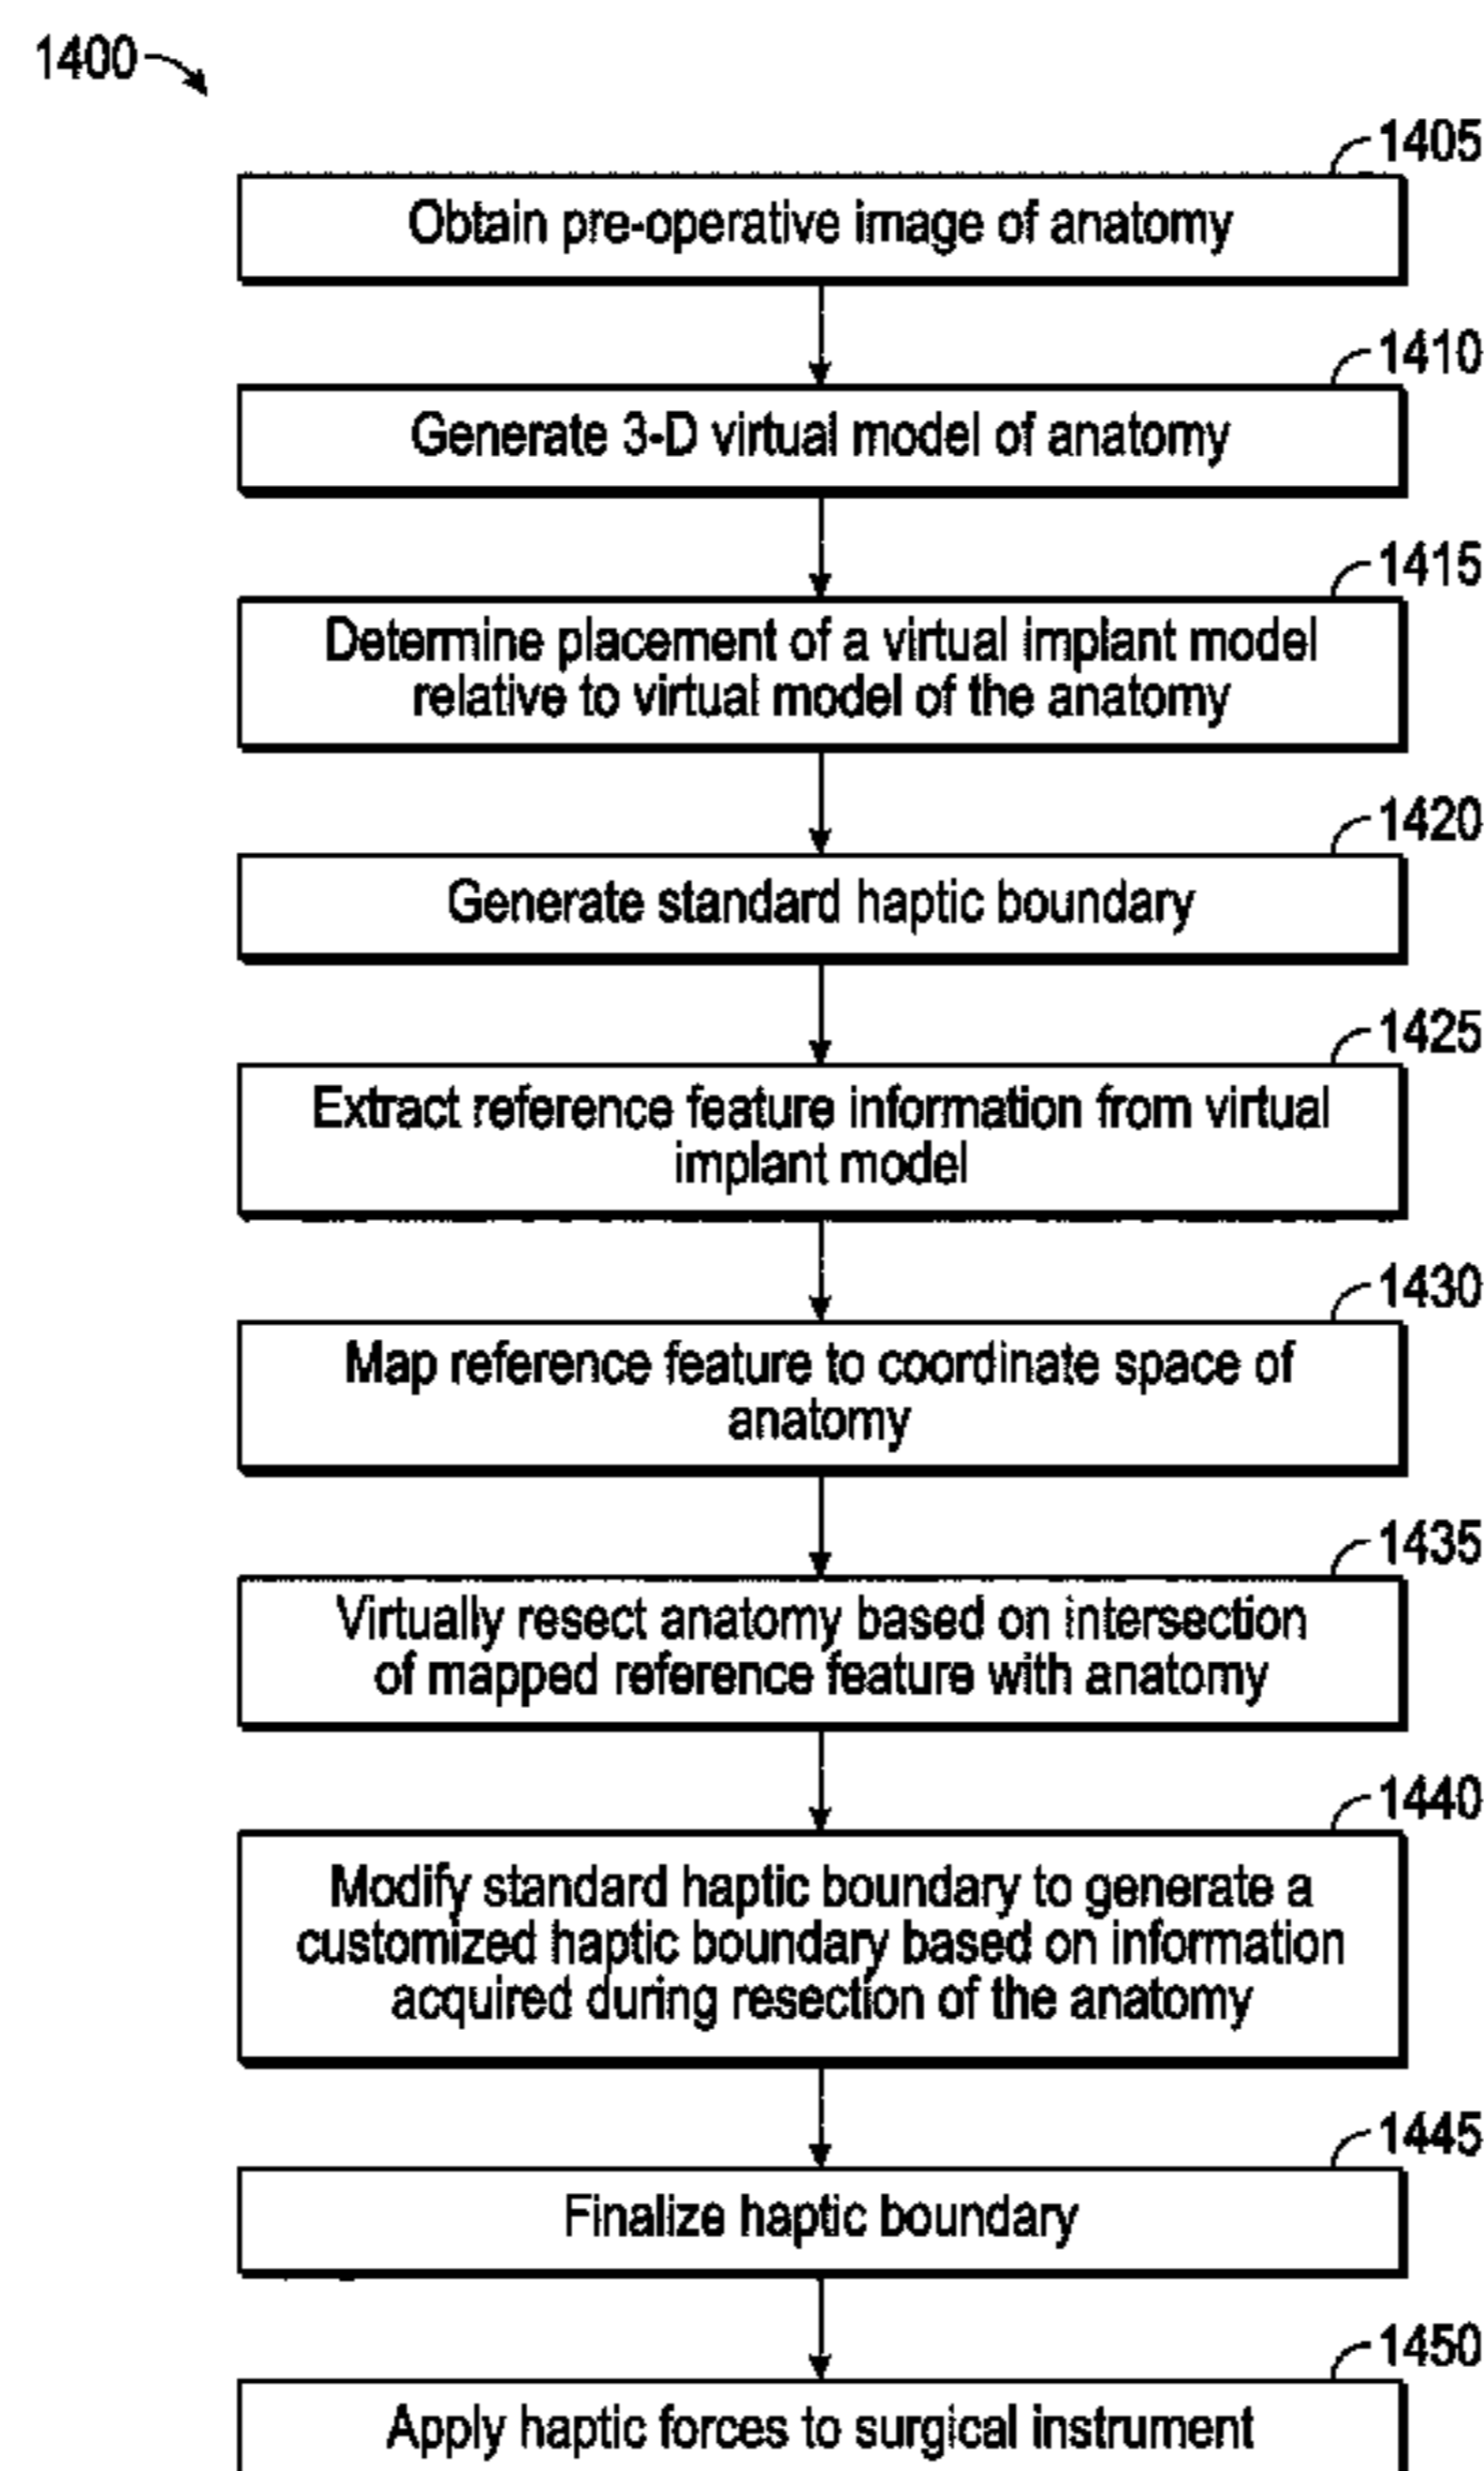 1400
1405
Obtain pre-operative image of anatomy
1410
Generate 3-D virtual model of anatomy
1415
Determine placement of a virtual implant model
relative to virtual model of the anatomy
1420
Generate standard haptic boundary
1425
Extract reference feature information from virtual
implant model
1430
Map reference feature to coordinate space of
anatomy
1435
Virtually resect anatomy based on intersection
of mapped reference feature with anatomy
1440
Modify standard haptic boundary to generate a
customized haptic boundary based on information
acquired during resection of the anatomy
1445
Finalize haptic boundary
1450
Apply haptic forces to surgical instrument